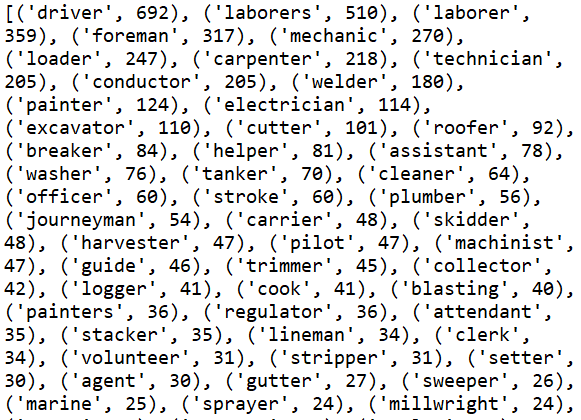 [('driver', 692), ('laborers', 510), ('laborer',
359), ('foreman', 317), ('mechanic', 270),
('loader', 247), ('carpenter', 218), ('technician',
205), ('conductor', 205), ('welder', 180),
('painter', 124), ('electrician', 114),
('excavator', 110), ('cutter', 101), ('roofer', 92),
('breaker', 84), ('helper', 81), ('assistant', 78),
('washer', 76), ('tanker', 70), ('cleaner', 64),
('officer', 60), ('stroke', 60), ('plumber', 56),
('journeyman', 54), ('carrier', 48), ('skidder',
48), ('harvester', 47), ('pilot', 47), ('machinist',
47), ('guide', 46), ('trimmer', 45), ('collector',
42), ('logger', 41), ('cook', 41), ('blasting', 40),
('painters', 36), ('regulator', 36), ('attendant',
35), ('stacker', 35), ('lineman', 34), ('clerk',
34), ('volunteer', 31), ('stripper', 31), ('setter',
30), ('agent', 30), ('gutter', 27), ('sweeper', 26),
('marine', 25), ('sprayer', 24), ('millwright', 24),